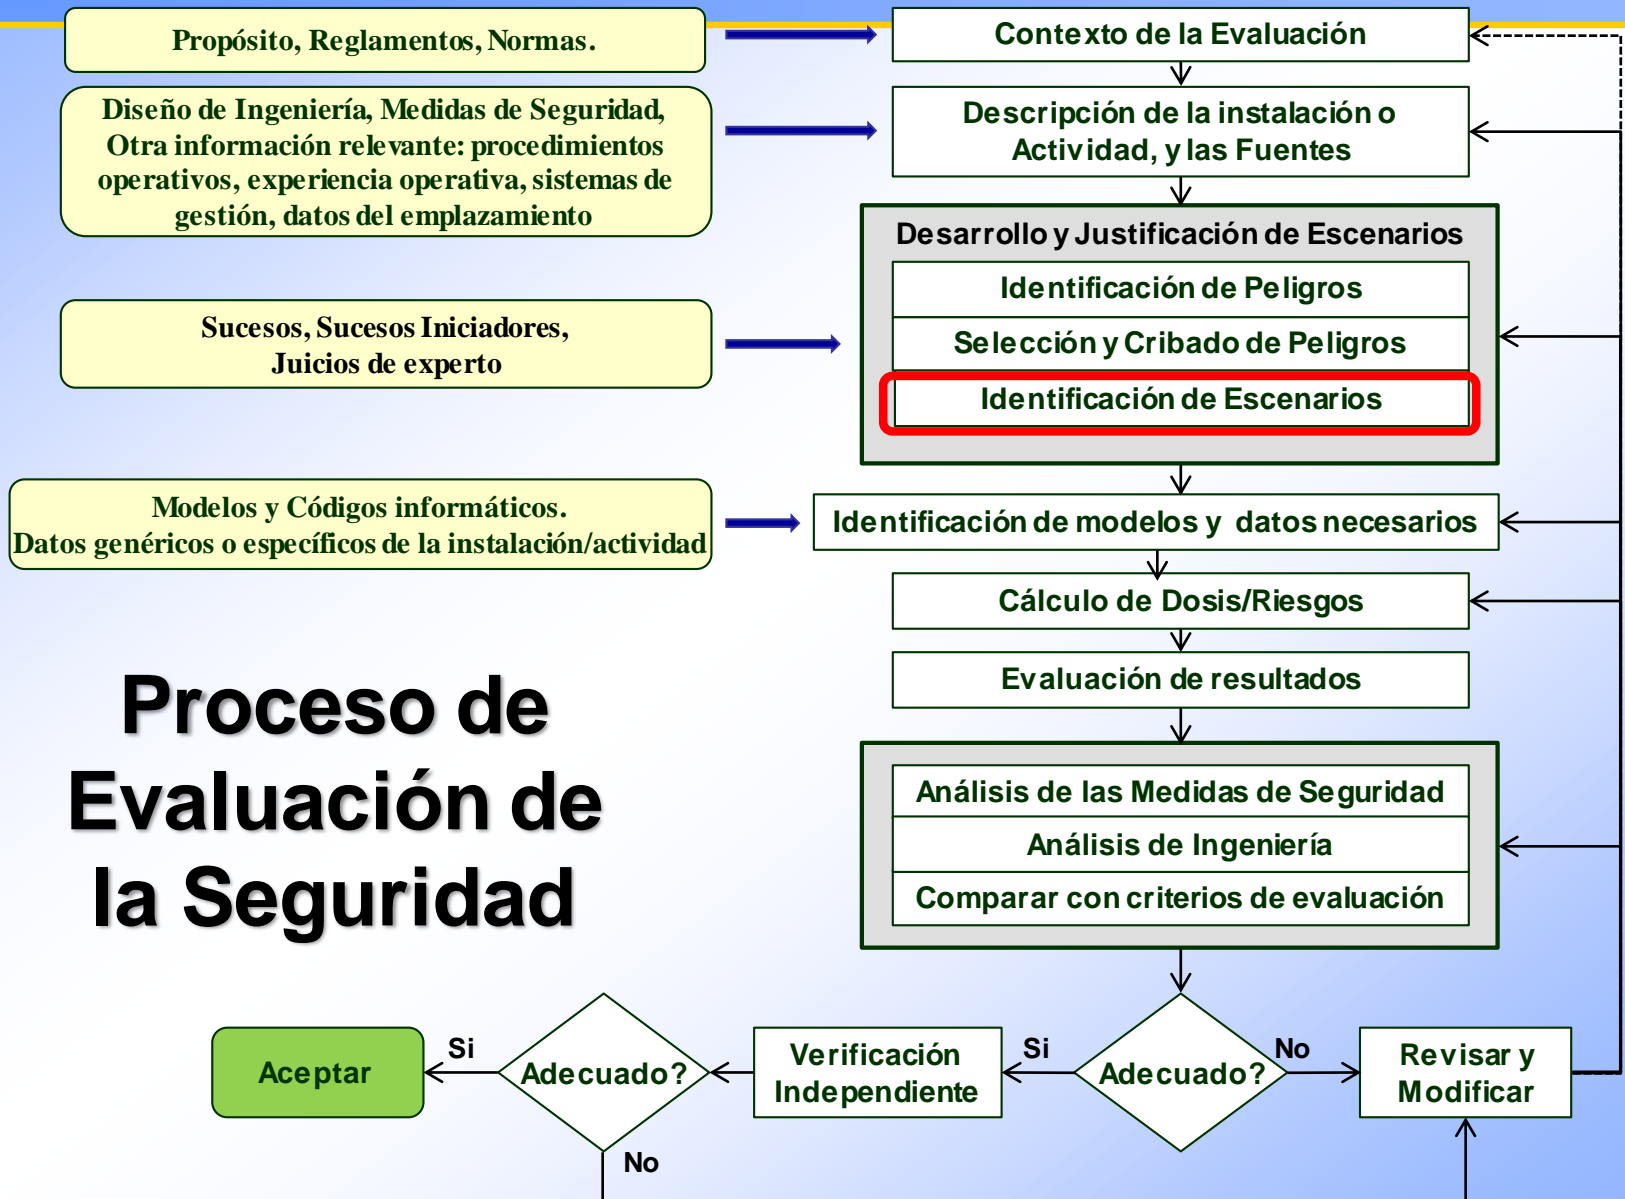 Propósito, Reglamentos, Normas.
Contexto de la Evaluación
Diseño de Ingeniería, Medidas de Seguridad,
Otra información relevante: procedimientos
operativos, experiencia operativa, sistemas de
gestión, datos del emplazamiento
Descripción de la instalación o
Actividad, y las Fuentes
Desarrollo y Justificación de Escenarios
Identificación de Peligros
Selección y Cribado de Peligros
Identificación de Escenarios
Sucesos, Sucesos Iniciadores,
Juicios de experto
Modelos y Códigos informáticos.
Datos genéricos o específicos de la instalación/actividad
Identificación de modelos y datos necesarios
Cálculo de Dosis/Riesgos
Evaluación de resultados
Proceso de
Evaluación de
la Seguridad
Análisis de las Medidas de Seguridad
Análisis de Ingeniería
Comparar con criterios de evaluación
Aceptar
Si
Adecuado?
No
Verificación
Independiente
Si
Adecuado?
No
Revisar y
Modificar